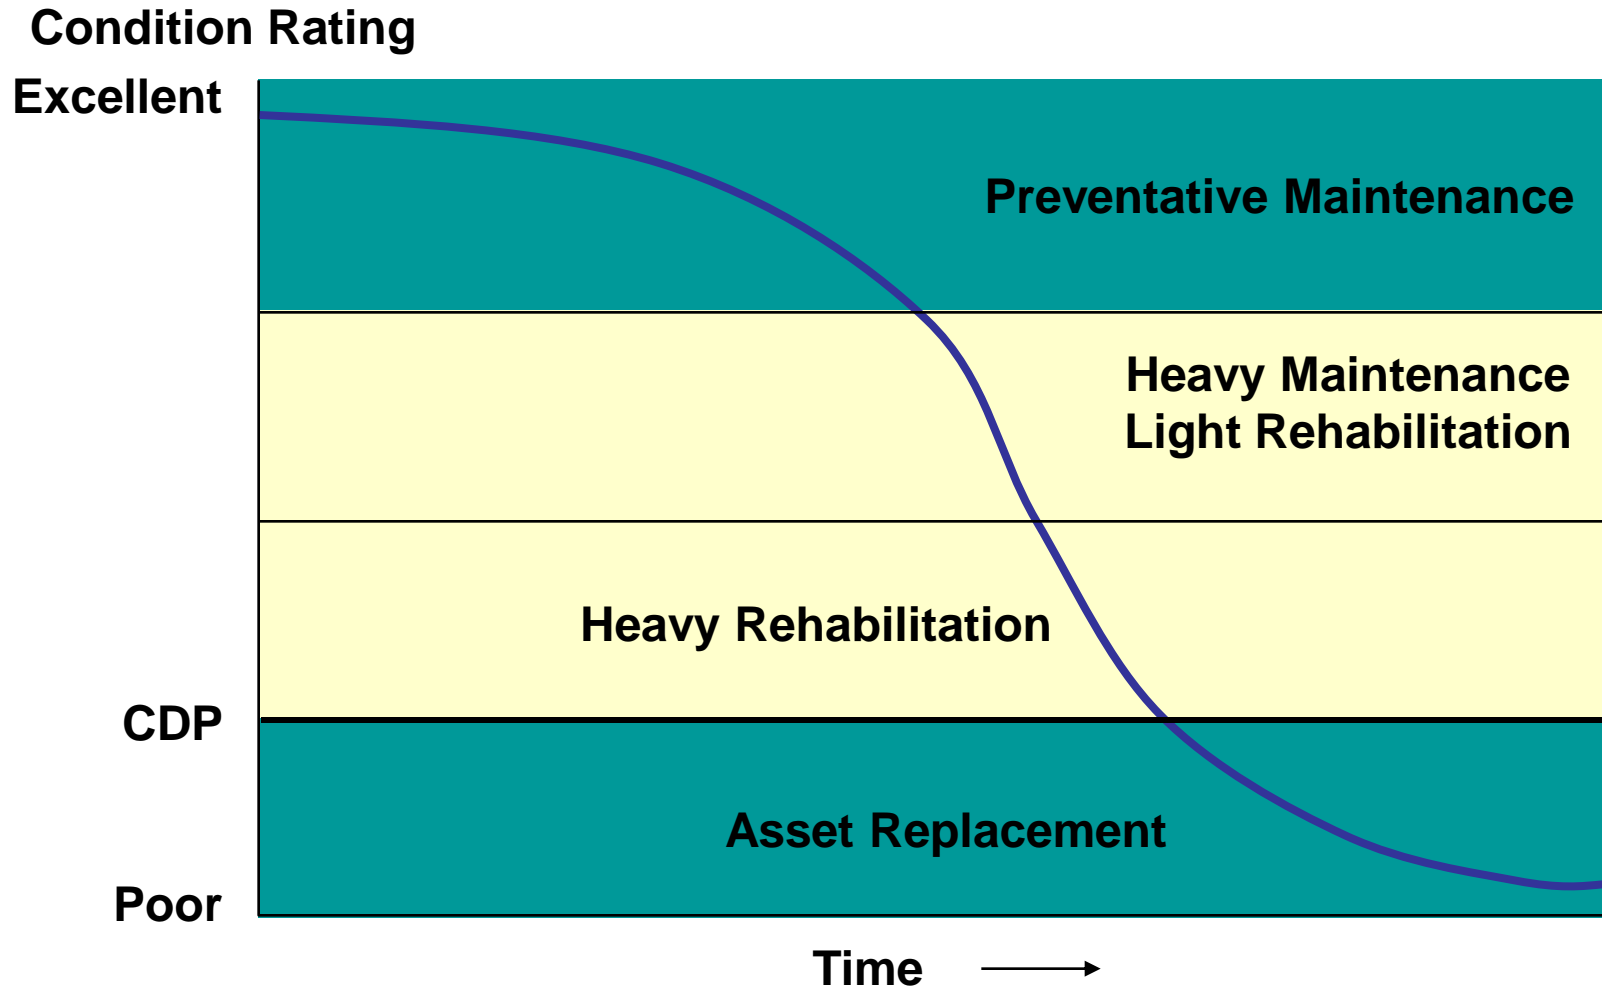 Condition Rating
Excellent
Preventative Maintenance
Heavy Maintenance
Light Rehabilitation
Heavy Rehabilitation
CDP
Asset Replacement
Poor
Time